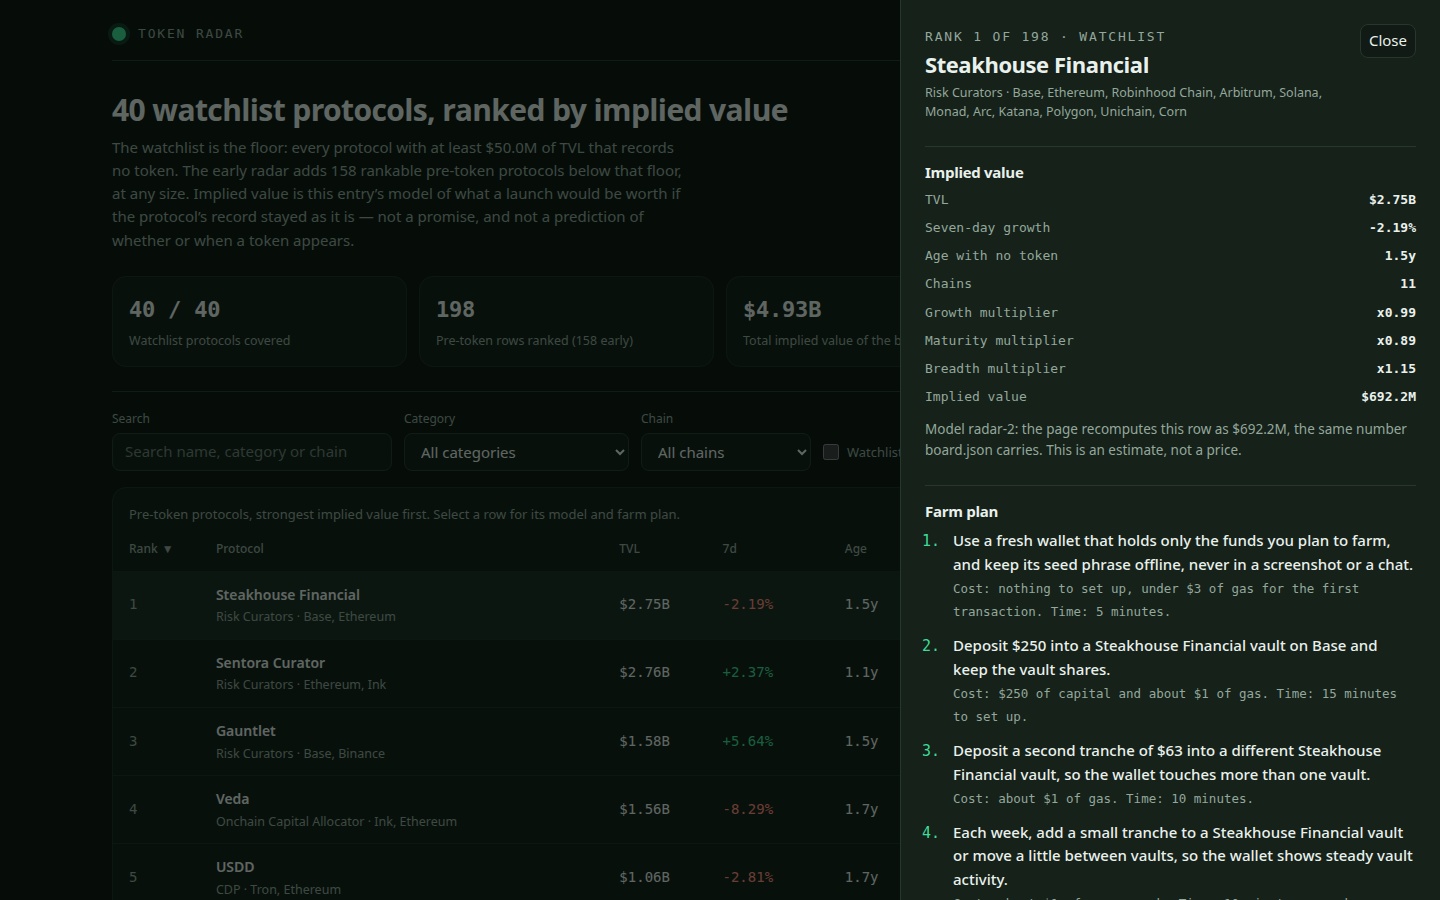 TOKEN RADAR
40 watchlist protocols, ranked by implied value
The watchlist is the floor: every protocol with at least $50.0M of TVL that records
no token. The early radar adds 158 rankable pre-token protocols below that floor,
at any size. Implied value is this entry's model of what a launch would be worth if
the protocol's record stayed as it is — not a promise, and not a prediction of
whether or when a token appears.
40 / 40
Watchlist protocols covered
198
Pre-token rows ranked (158 early)
$4.93B
Total implied value of the b
Search
Category
Chain
Search name, category or chain
All categories
All chains
Watchlist
Pre-token protocols, strongest implied value first. Select a row for its model and farm plan.
Rank ▼ Protocol TVL 7d Age
1 Steakhouse Financial $2.75B -2.19% 1.5y
Risk Curators · Base, Ethereum
2 Sentora Curator $2.76B +2.37% 1.1y
Risk Curators · Ethereum, Ink
3 Gauntlet $1.58B +5.64% 1.5y
Risk Curators · Base, Binance
4 Veda $1.56B -8.29% 1.7y
Onchain Capital Allocator · Ink, Ethereum
5 USDD $1.06B -2.81% 1.7y
CDP · Tron, Ethereum
RANK 1 OF 198 · WATCHLIST
Close
Steakhouse Financial
Risk Curators · Base, Ethereum, Robinhood Chain, Arbitrum, Solana,
Monad, Arc, Katana, Polygon, Unichain, Corn
Implied value
TVL $2.75B
Seven-day growth -2.19%
Age with no token 1.5y
Chains 11
Growth multiplier x0.99
Maturity multiplier x0.89
Breadth multiplier x1.15
Implied value $692.2M
Model radar-2: the page recomputes this row as $692.2M, the same number
board.json carries. This is an estimate, not a price.
Farm plan
1. Use a fresh wallet that holds only the funds you plan to farm,
and keep its seed phrase offline, never in a screenshot or a chat.
Cost: nothing to set up, under $3 of gas for the first
transaction. Time: 5 minutes.
2. Deposit $250 into a Steakhouse Financial vault on Base and
keep the vault shares.
Cost: $250 of capital and about $1 of gas. Time: 15 minutes
to set up.
3. Deposit a second tranche of $63 into a different Steakhouse
Financial vault, so the wallet touches more than one vault.
Cost: about $1 of gas. Time: 10 minutes.
4. Each week, add a small tranche to a Steakhouse Financial vault
or move a little between vaults, so the wallet shows steady vault
activity.